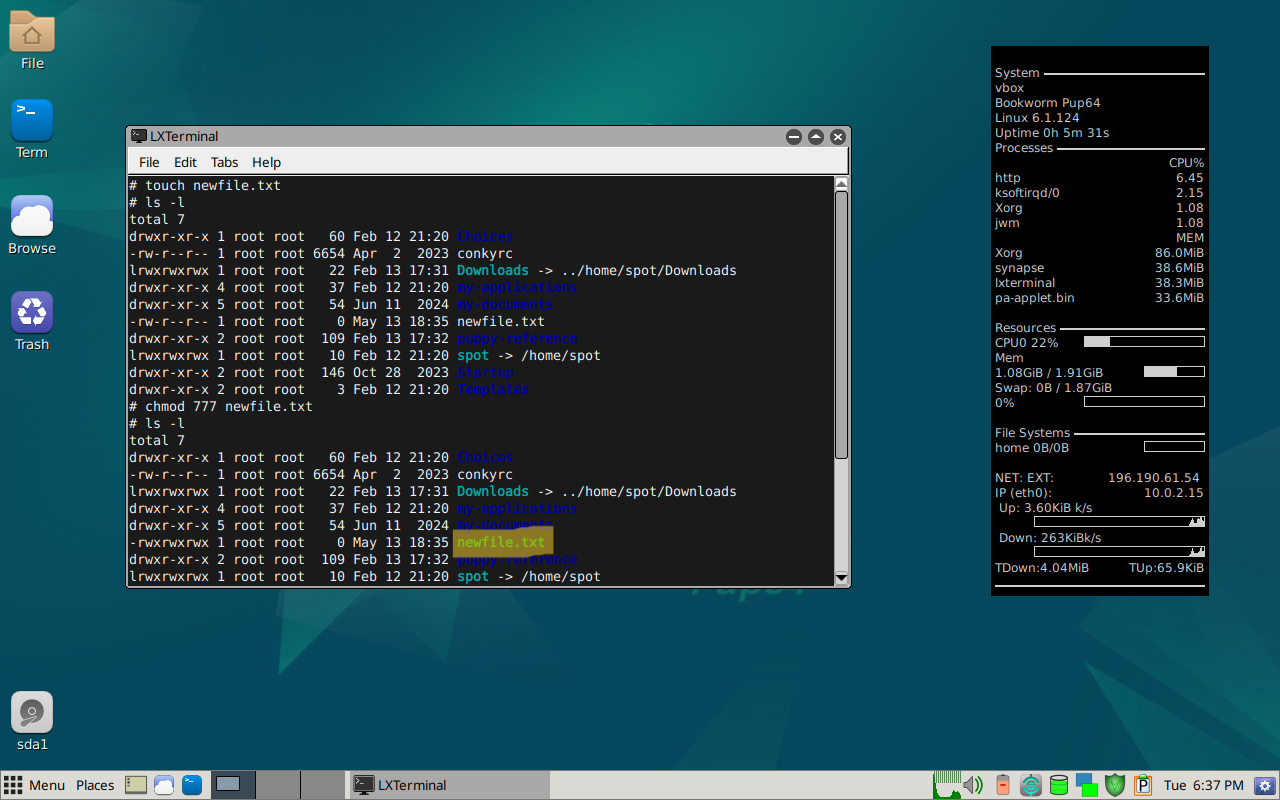 File
Term
Browse
Trash
sda1
LXTerminal
File Edit Tabs Help
# touch newfile.txt
# ls -l
total 7
drwxr-xr-x 1 root root   60 Feb 12 21:20 Choices
-rw-r--r-- 1 root root 6654 Apr  2  2023 conkyrc
lrwxrwxrwx 1 root root   22 Feb 13 17:31 Downloads -> ../home/spot/Downloads
drwxr-xr-x 4 root root   37 Feb 12 21:20 my-applications
drwxr-xr-x 5 root root   54 Jun 11  2024 my-documents
-rw-r--r-- 1 root root    0 May 13 18:35 newfile.txt
drwxr-xr-x 2 root root  109 Feb 13 17:32 puppy-reference
lrwxrwxrwx 1 root root   10 Feb 12 21:20 spot -> /home/spot
drwxr-xr-x 2 root root  146 Oct 28  2023 Startup
drwxr-xr-x 2 root root    3 Feb 12 21:20 Templates
# chmod 777 newfile.txt
# ls -l
total 7
drwxr-xr-x 1 root root   60 Feb 12 21:20 Choices
-rw-r--r-- 1 root root 6654 Apr  2  2023 conkyrc
lrwxrwxrwx 1 root root   22 Feb 13 17:31 Downloads -> ../home/spot/Downloads
drwxr-xr-x 4 root root   37 Feb 12 21:20 my-applications
drwxr-xr-x 5 root root   54 Jun 11  2024 my-documents
-rwxrwxrwx 1 root root    0 May 13 18:35 newfile.txt
drwxr-xr-x 2 root root  109 Feb 13 17:32 puppy-reference
lrwxrwxrwx 1 root root   10 Feb 12 21:20 spot -> /home/spot
System
vbox
Bookworm Pup64
Linux 6.1.124
Uptime 0h 5m 31s
Processes
CPU%
http 6.45
ksoftirqd/0 2.15
Xorg 1.08
jwm 1.08
MEM
Xorg 86.0MiB
synapse 38.6MiB
lxterminal 38.3MiB
pa-applet.bin 33.6MiB
Resources
CPU0 22%
Mem
1.08GiB / 1.91GiB
Swap: 0B / 1.87GiB
0%
File Systems
home 0B/0B
NET: EXT: 196.190.61.54
IP (eth0): 10.0.2.15
Up: 3.60KiB k/s
Down: 263KiBk/s
TDown:4.04MiB TUp:65.9KiB
Menu Places LXTerminal P Tue 6:37 PM